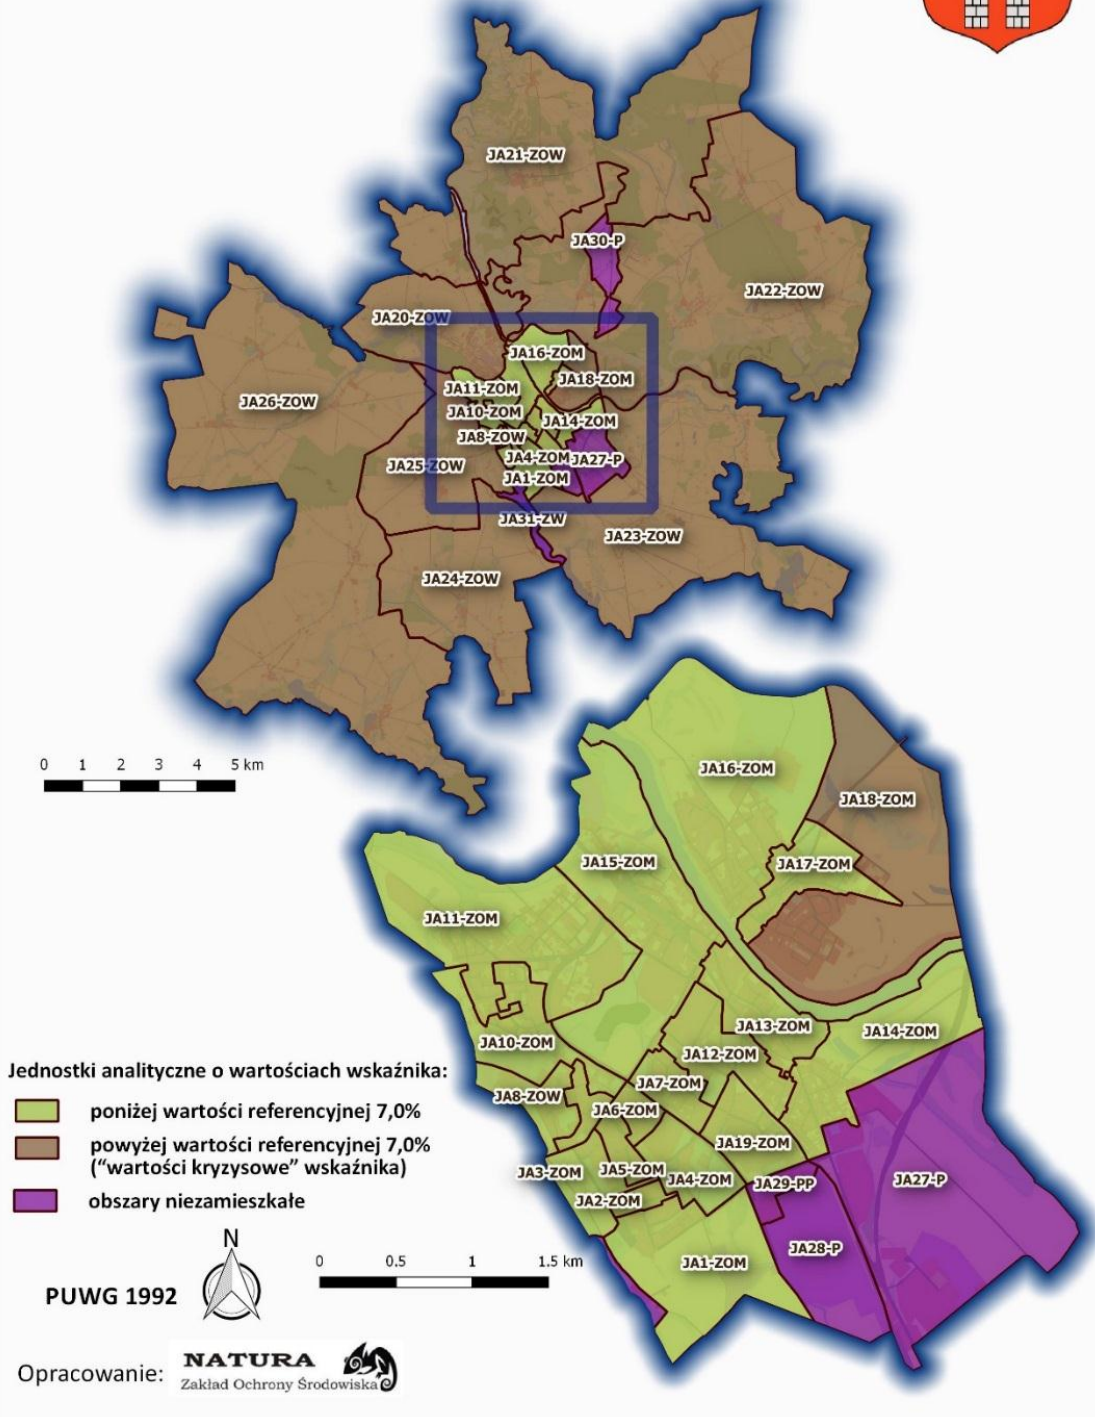 JA21-ZOW
JA30-P
JA22-ZOW
JA20-ZOW
JA16-ZOM
JA18-ZOM
JA11-ZOM
JA26-ZOW
JA10-ZOM
JA14-ZOM
JA8-ZOW
JA4-ZOM
JA27-P
JA25-ZOW
JA1-ZOM
JA31-ZW
JA23-ZOW
JA24-ZOW
0 1 2 3 4 5 km
JA16-ZOM
JA18-ZOM
JA15-ZOM
JA17-ZOM
JA11-ZOM
JA13-ZOM
JA14-ZOM
JA10-ZOM
JA12-ZOM
JA7-ZOM
JA8-ZOW
JA6-ZOM
JA19-ZOM
JA3-ZOM
JA5-ZOM
JA4-ZOM
JA29-PP
JA27-P
JA2-ZOM
JA28-P
JA1-ZOM
Jednostki analityczne o wartościach wskaźnika:
poniżej wartości referencyjnej 7,0%
powyżej wartości referencyjnej 7,0%
("wartości kryzysowe" wskaźnika)
obszary niezamieszkałe
N
0 0.5 1 1.5 km
PUWG 1992
Opracowanie:
NATURA
Zakład Ochrony Środowiska